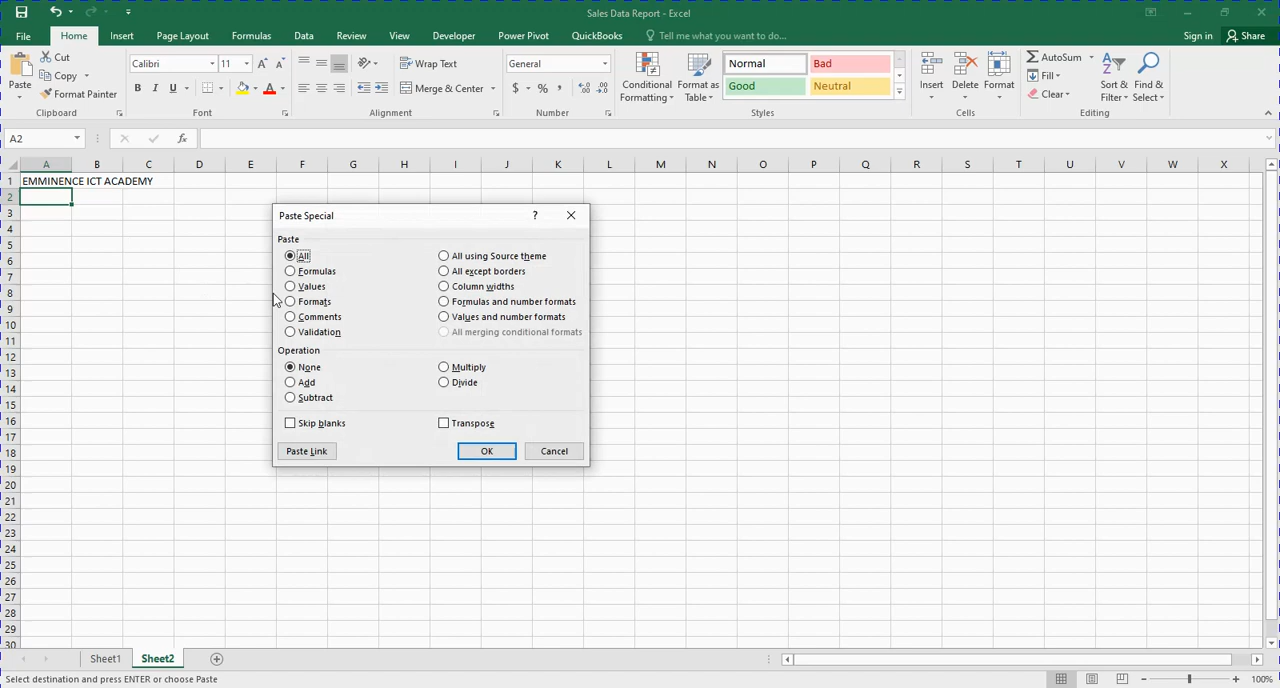 Sales Data Report - Excel
File Home Insert Page Layout Formulas Data Review View Developer Power Pivot QuickBooks Tell me what you want to do... Sign in Share
Paste
Cut
Copy
Format Painter
Clipboard
Calibri 11
B I U
Font
Wrap Text
Merge & Center
Alignment
General
$ % ,
Number
Conditional Formatting
Format as Table
Normal Bad
Good Neutral
Styles
Insert Delete Format
Cells
AutoSum
Fill
Clear
Sort & Filter
Find & Select
Editing
A2
fx
A B C D E F G H I J K L M N O P Q R S T U V W X
1 EMMINENCE ICT ACADEMY
2
3
4
5
6
7
8
9
10
11
12
13
14
15
16
17
18
19
20
21
22
23
24
25
26
27
28
29
30
Paste Special ?
Paste
All All using Source theme
Formulas All except borders
Values Column widths
Formats Formulas and number formats
Comments Values and number formats
Validation All merging conditional formats
Operation
None Multiply
Add Divide
Subtract
Skip blanks Transpose
Paste Link OK Cancel
Sheet1 Sheet2
Select destination and press ENTER or choose Paste
100%